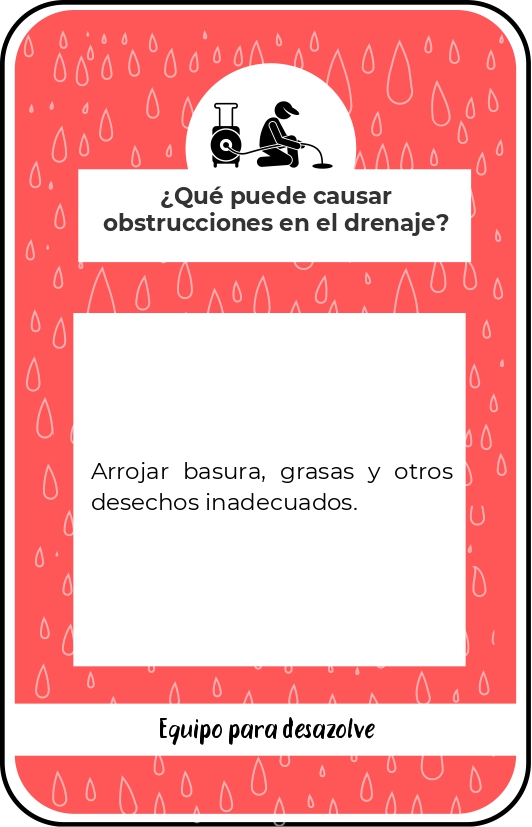 ¿Qué puede causar
obstrucciones en el drenaje?
Arrojar basura, grasas y otros
desechos inadecuados.
Equipo para desazolve